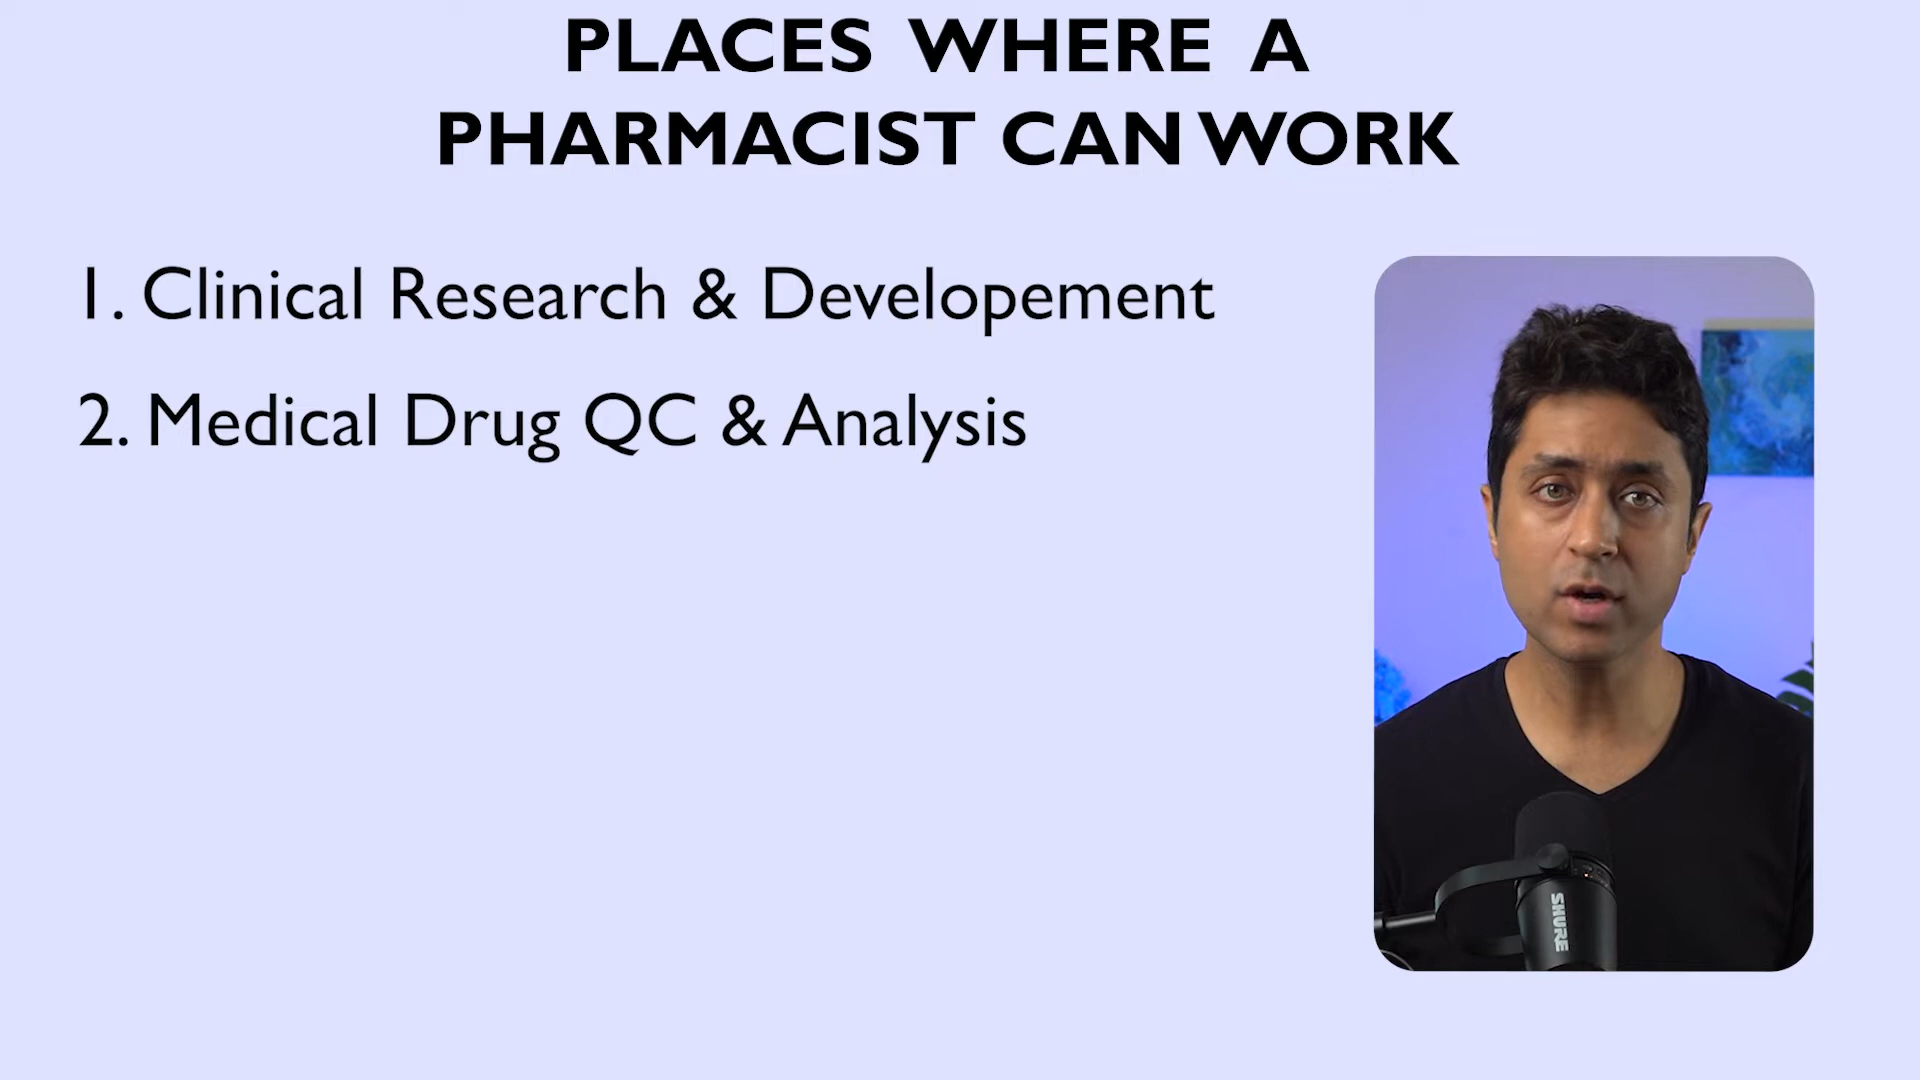 PLACES WHERE A
PHARMACIST CAN WORK
1. Clinical Research & Developement
2. Medical Drug QC & Analysis
SHURE